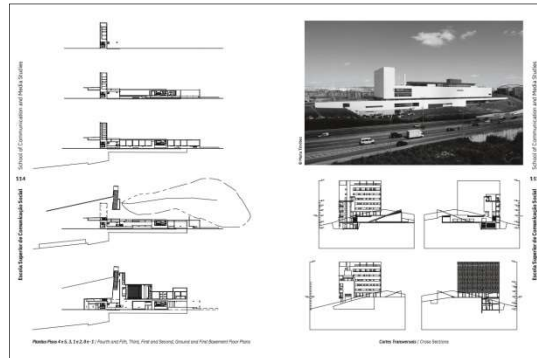 School of Communication and Media Studies
114
Escola Superior de Comunicação Social
Plantas Pisos 4 e 5, 3, 1 e 2, 0 e -1 / Fourth and Fifth, Third, First and Second, Ground and First Basement Floor Plans
Cortes Transversais / Cross Sections
School of Communication and Media Studies
Escola Superior de Comunicação Social